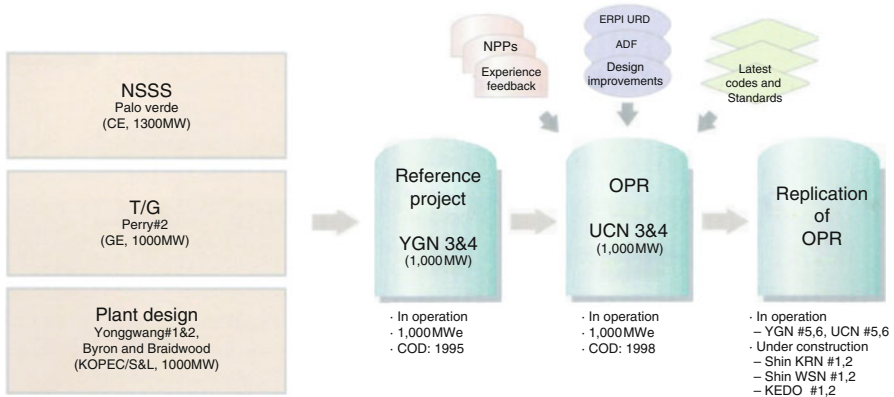 NSSS
Palo verde
(CE, 1300MW)
T/G
Perry#2
(GE, 1000MW)
Plant design
Yonggwang#1&2,
Byron and Braidwood
(KOPEC/S&L, 1000MW)
Reference
project
YGN 3&4
(1,000MW)
· In operation
· 1,000MWe
· COD: 1995
NPPs
Experience
feedback
ERPI URD
ADF
Design
improvements
Latest
codes and
Standards
OPR
UCN 3&4
(1,000MW)
· In operation
· 1,000MWe
· COD: 1998
Replication
of
OPR
· In operation
– YGN #5,6, UCN #5,6
· Under construction
– Shin KRN #1,2
– Shin WSN #1,2
– KEDO #1,2